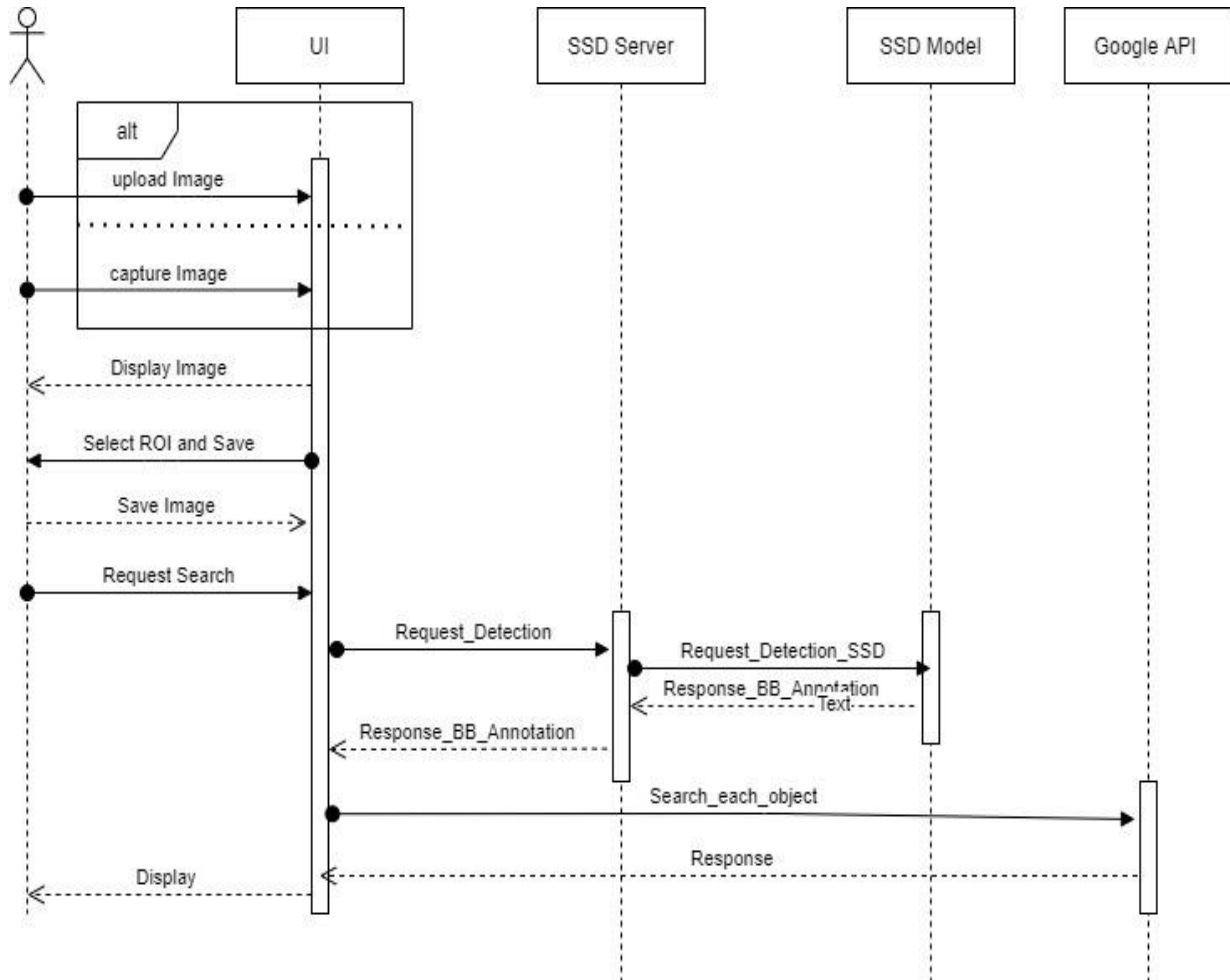 UI
SSD Server
SSD Model
Google API
alt
upload Image
capture Image
Display Image
Select ROI and Save
Save Image
Request Search
Request_Detection
Request_Detection_SSD
Response_BB_Annotation
Text
Response_BB_Annotation
Search_each_object
Response
Display